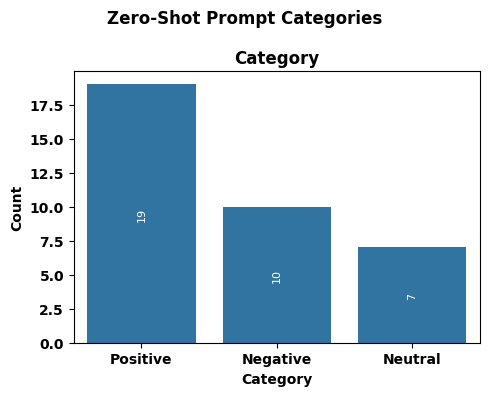 Zero-Shot Prompt Categories
Category
17.5
15.0
12.5
10.0
7.5
5.0
2.5
0.0
Count
19
10
7
Positive
Negative
Neutral
Category